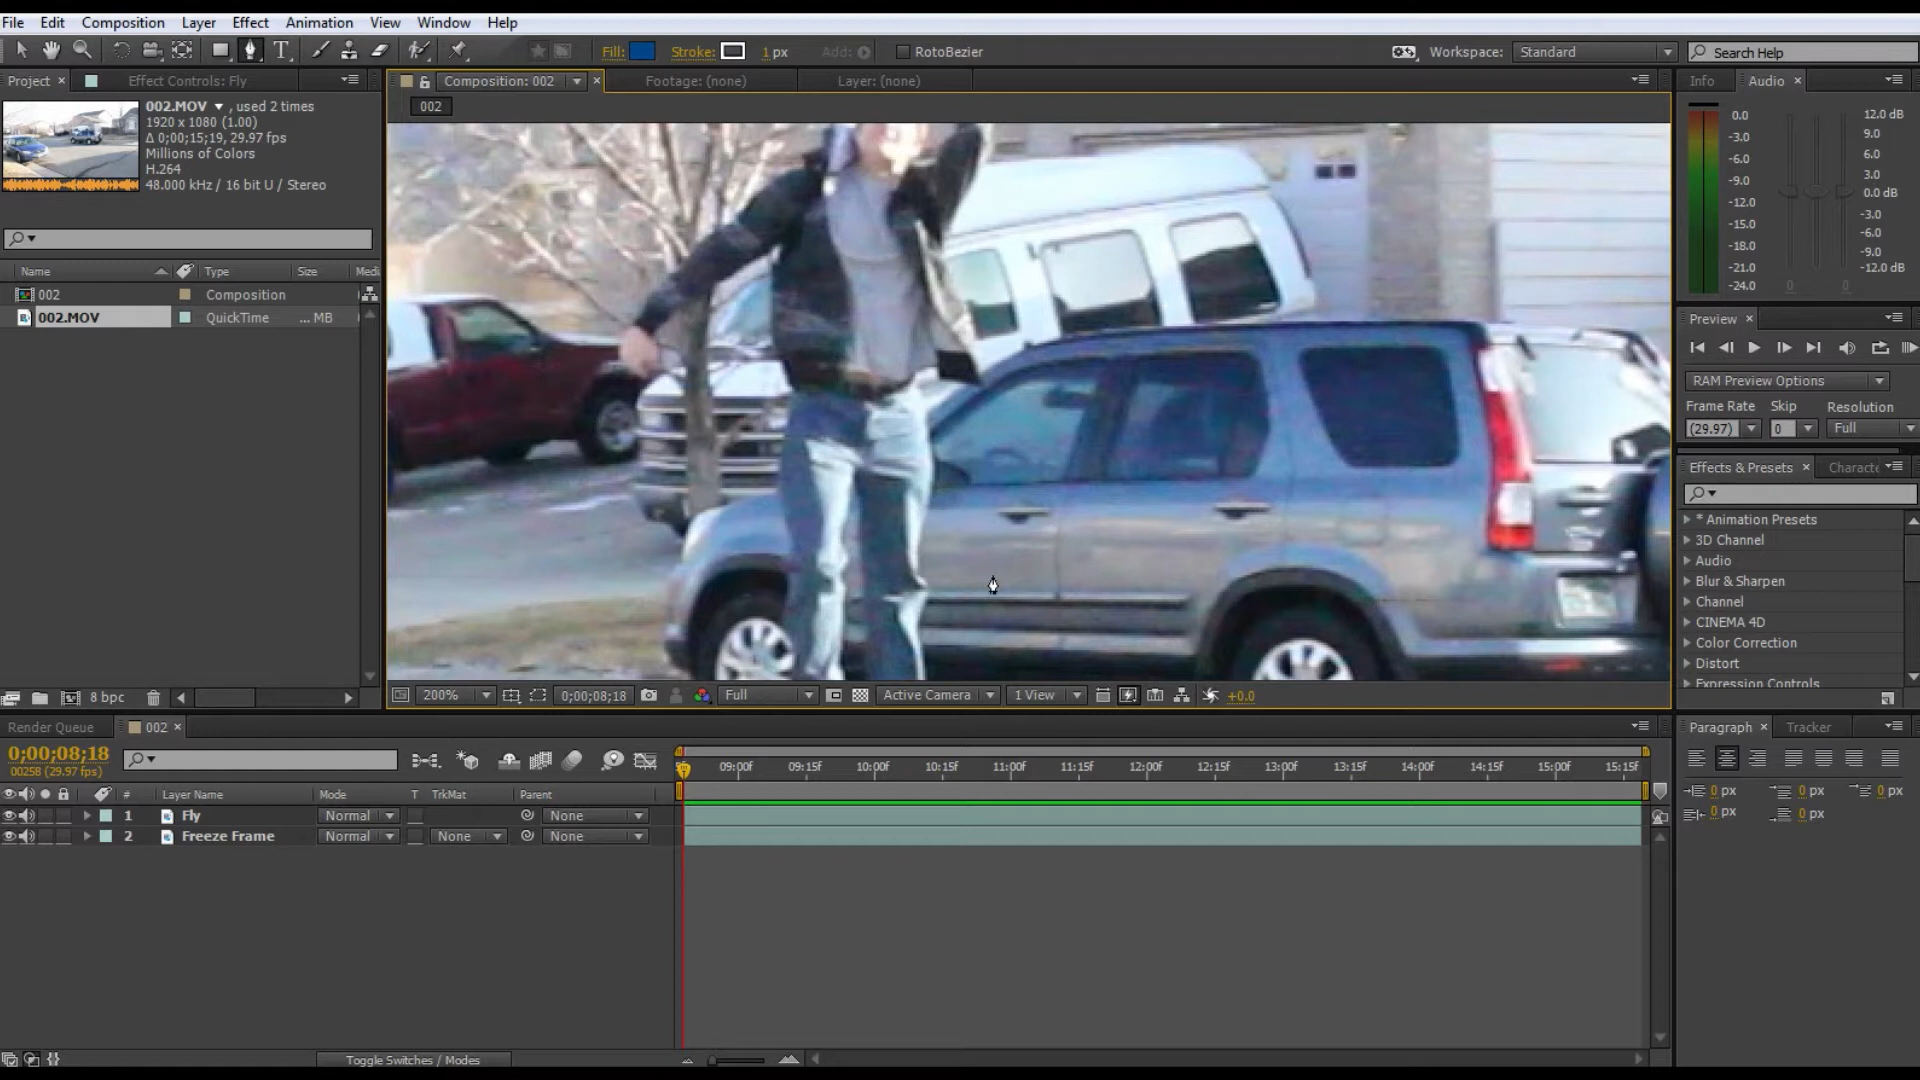 File Edit Composition Layer Effect Animation View Window Help
Fill: Stroke: 1 px Add: RotoBezier Workspace: Standard Search Help
Project Effect Controls: Fly Composition: 002 Footage: (none) Layer: (none) Info Audio
002.MOV , used 2 times
1920 x 1080 (1.00)
Δ 0;00;15;19, 29.97 fps
Millions of Colors
H.264
48.000 kHz / 16 bit U / Stereo
002
0.0 12.0 dB
-3.0 9.0
-6.0 6.0
-9.0 3.0
-12.0 0.0 dB
-15.0 -3.0
-18.0 -6.0
-21.0 -9.0
-24.0 -12.0 dB
0 0
Name Type Size Medi
002 Composition
002.MOV QuickTime ... MB
Preview
RAM Preview Options
Frame Rate Skip Resolution
(29.97) 0 Full
Effects & Presets Characte
* Animation Presets
3D Channel
Audio
Blur & Sharpen
Channel
CINEMA 4D
Color Correction
Distort
Expression Controls
8 bpc
200% 0;00;08;18 Full Active Camera 1 View +0.0
Render Queue 002
0;00;08;18
00258 (29.97 fps)
09:00f 09:15f 10:00f 10:15f 11:00f 11:15f 12:00f 12:15f 13:00f 13:15f 14:00f 14:15f 15:00f 15:15f
# Layer Name Mode T TrkMat Parent
1 Fly Normal None
2 Freeze Frame Normal None None
Toggle Switches / Modes
Paragraph Tracker
0 px 0 px 0 px
0 px 0 px